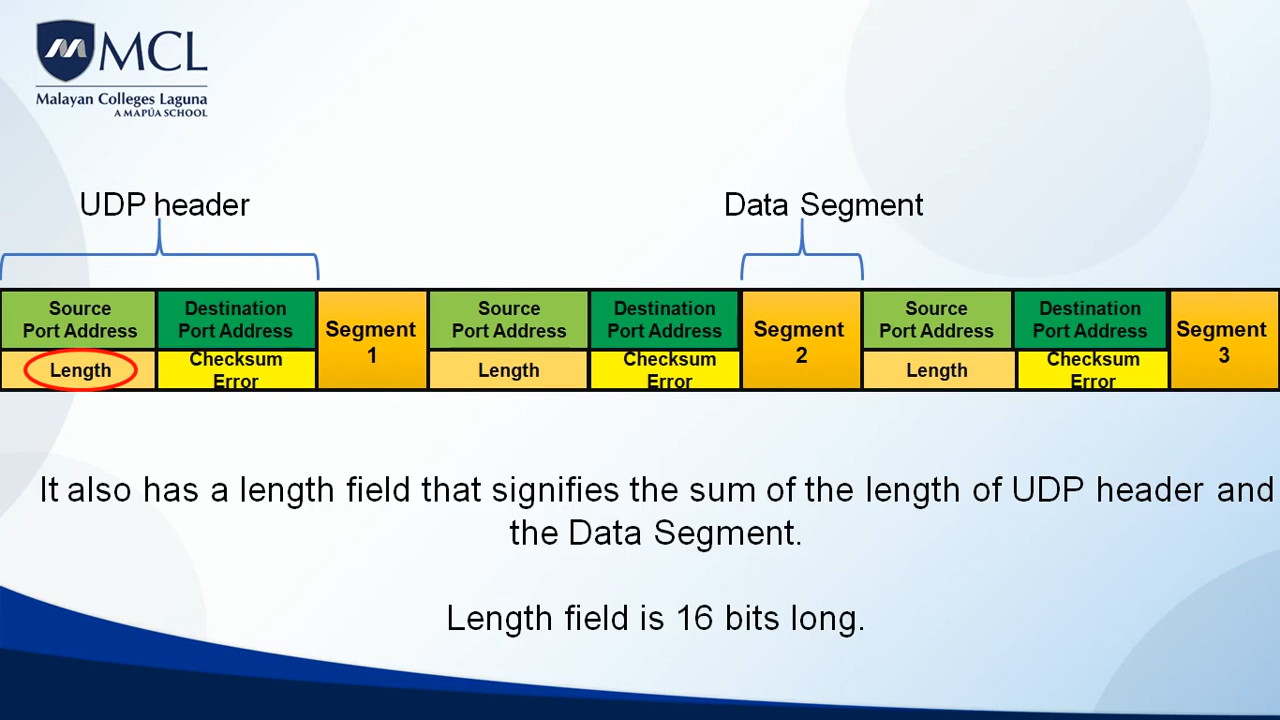 MCL
Malayan Colleges Laguna
A MAPÚA SCHOOL
UDP header
Data Segment
Source
Port Address
Destination
Port Address
Length
Checksum
Error
Segment
1
Source
Port Address
Destination
Port Address
Length
Checksum
Error
Segment
2
Source
Port Address
Destination
Port Address
Length
Checksum
Error
Segment
3
It also has a length field that signifies the sum of the length of UDP header and
the Data Segment.
Length field is 16 bits long.